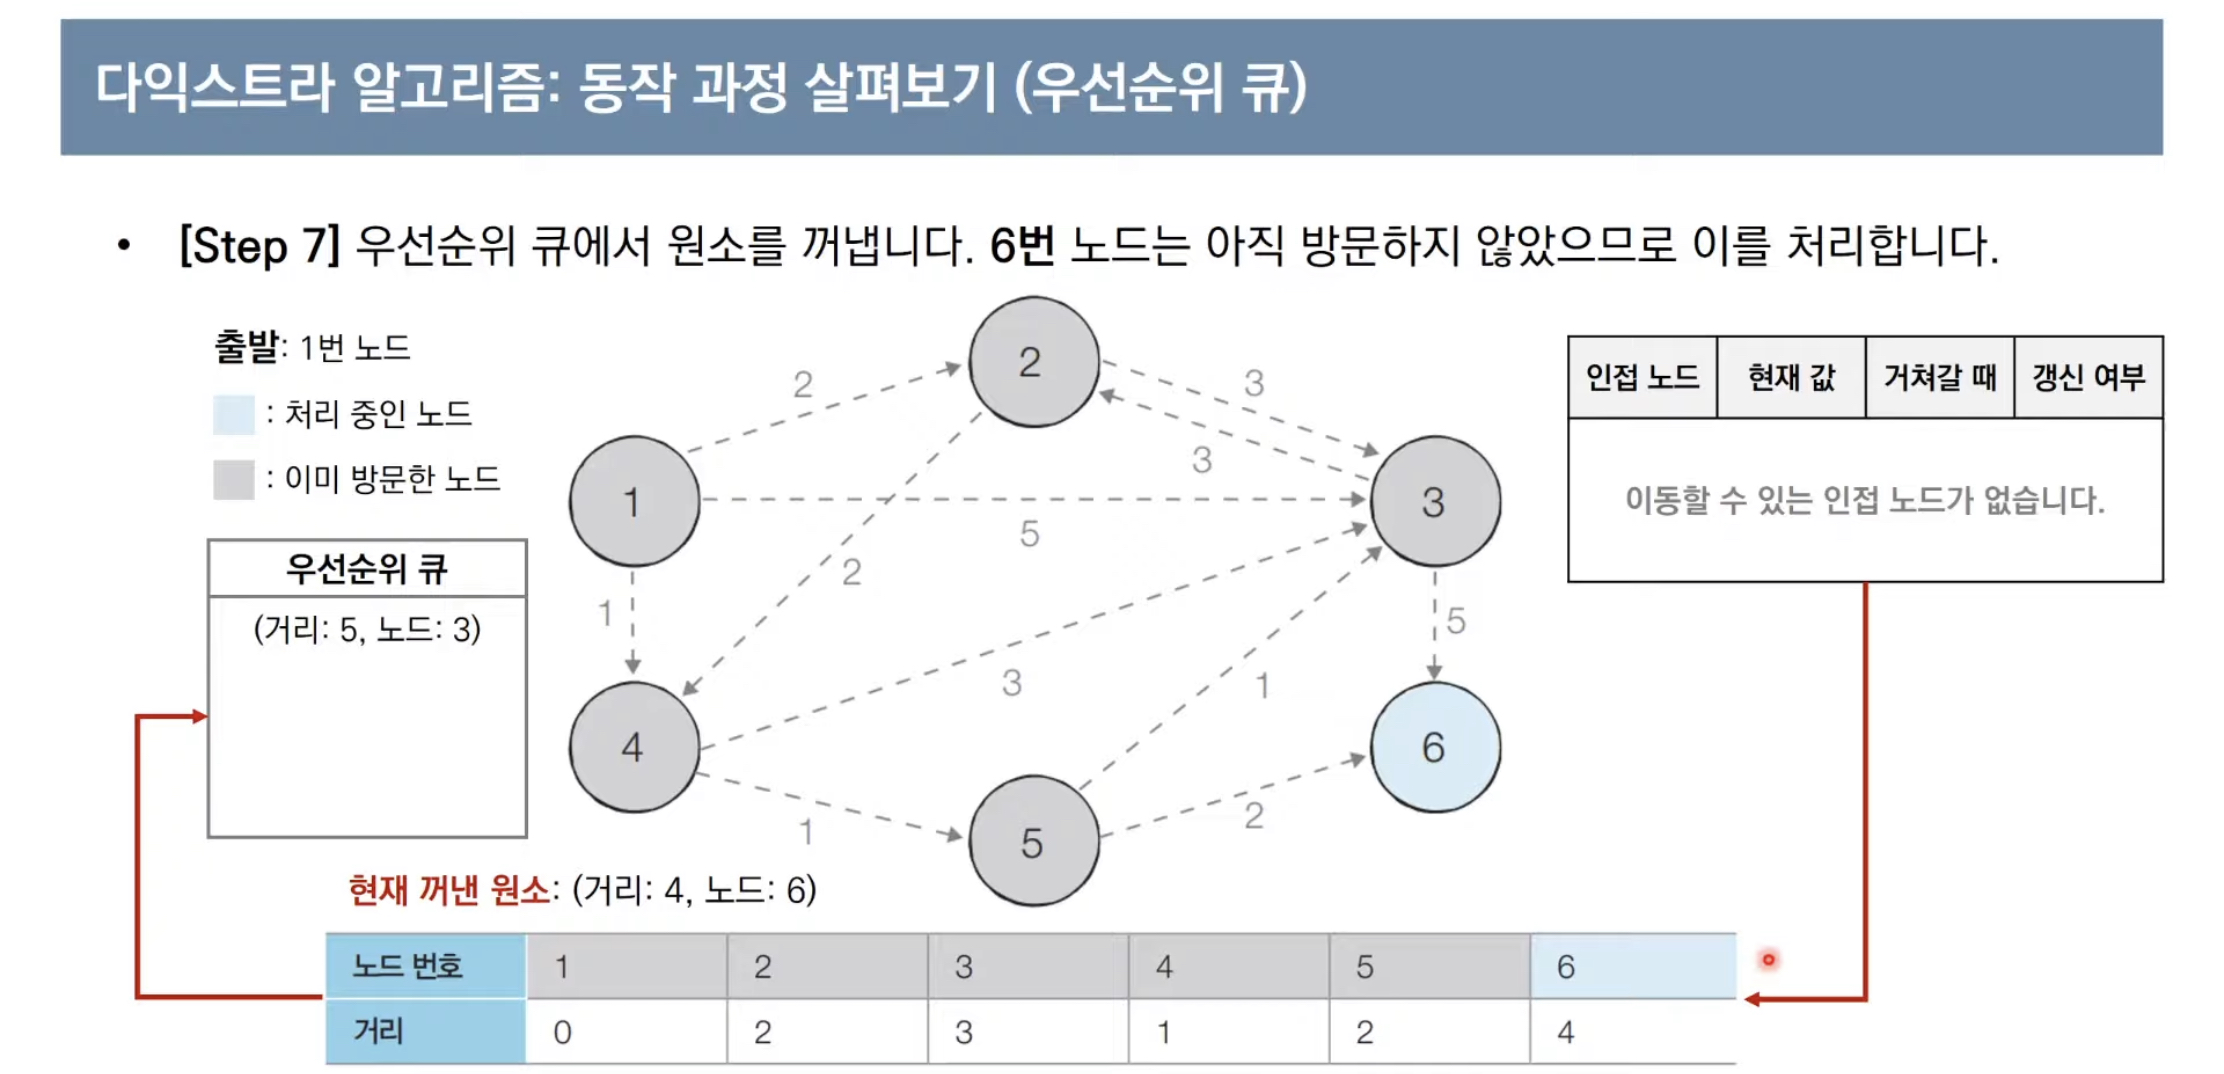 다익스트라 알고리즘: 동작 과정 살펴보기 (우선순위 큐)
• [Step 7] 우선순위 큐에서 원소를 꺼냅니다. 6번 노드는 아직 방문하지 않았으므로 이를 처리합니다.
출발: 1번 노드
: 처리 중인 노드
: 이미 방문한 노드
우선순위 큐
(거리: 5, 노드: 3)
2
2
3
3
1
5
3
2
1
3
1
5
4
6
1
5
2
인접 노드 현재 값 거쳐갈 때 갱신 여부
이동할 수 있는 인접 노드가 없습니다.
현재 꺼낸 원소: (거리: 4, 노드: 6)
노드 번호 1 2 3 4 5 6
거리 0 2 3 1 2 4